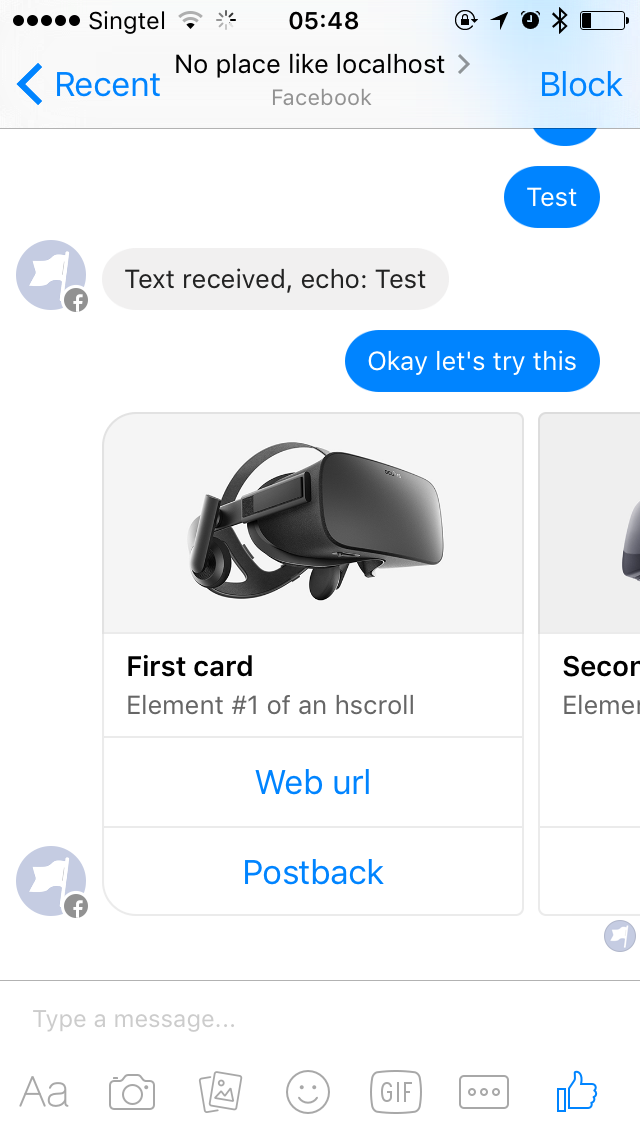 Singtel 05:48
No place like localhost
Recent
Block
Facebook
Test
Text received, echo: Test
Okay let's try this
First card
Element #1 of an hscroll
Web url
Postback
Secon
Elemen
Type a message...
Aa
GIF